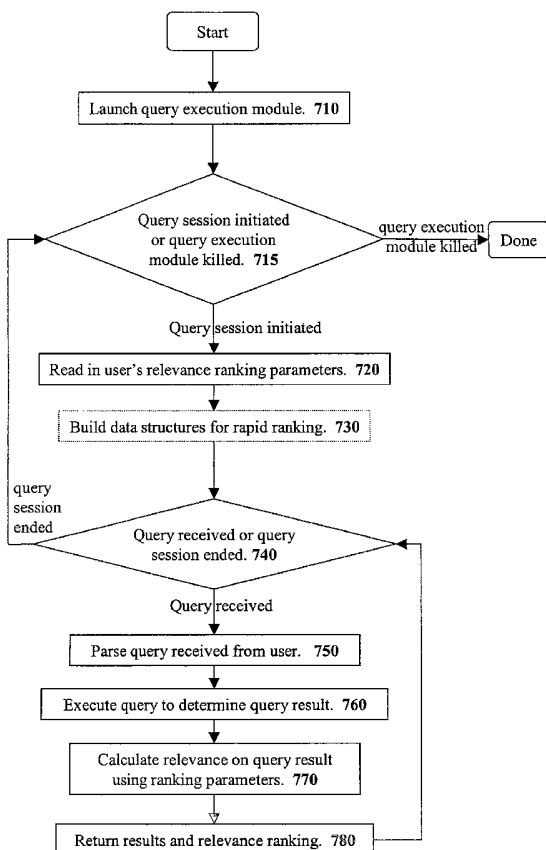 Start
Launch query execution module. 710
Query session initiated
or query execution
module killed. 715
query execution
module killed
Done
Query session initiated
Read in user's relevance ranking parameters. 720
Build data structures for rapid ranking. 730
query
session
ended
Query received or query
session ended. 740
Query received
Parse query received from user. 750
Execute query to determine query result. 760
Calculate relevance on query result
using ranking parameters. 770
Return results and relevance ranking. 780